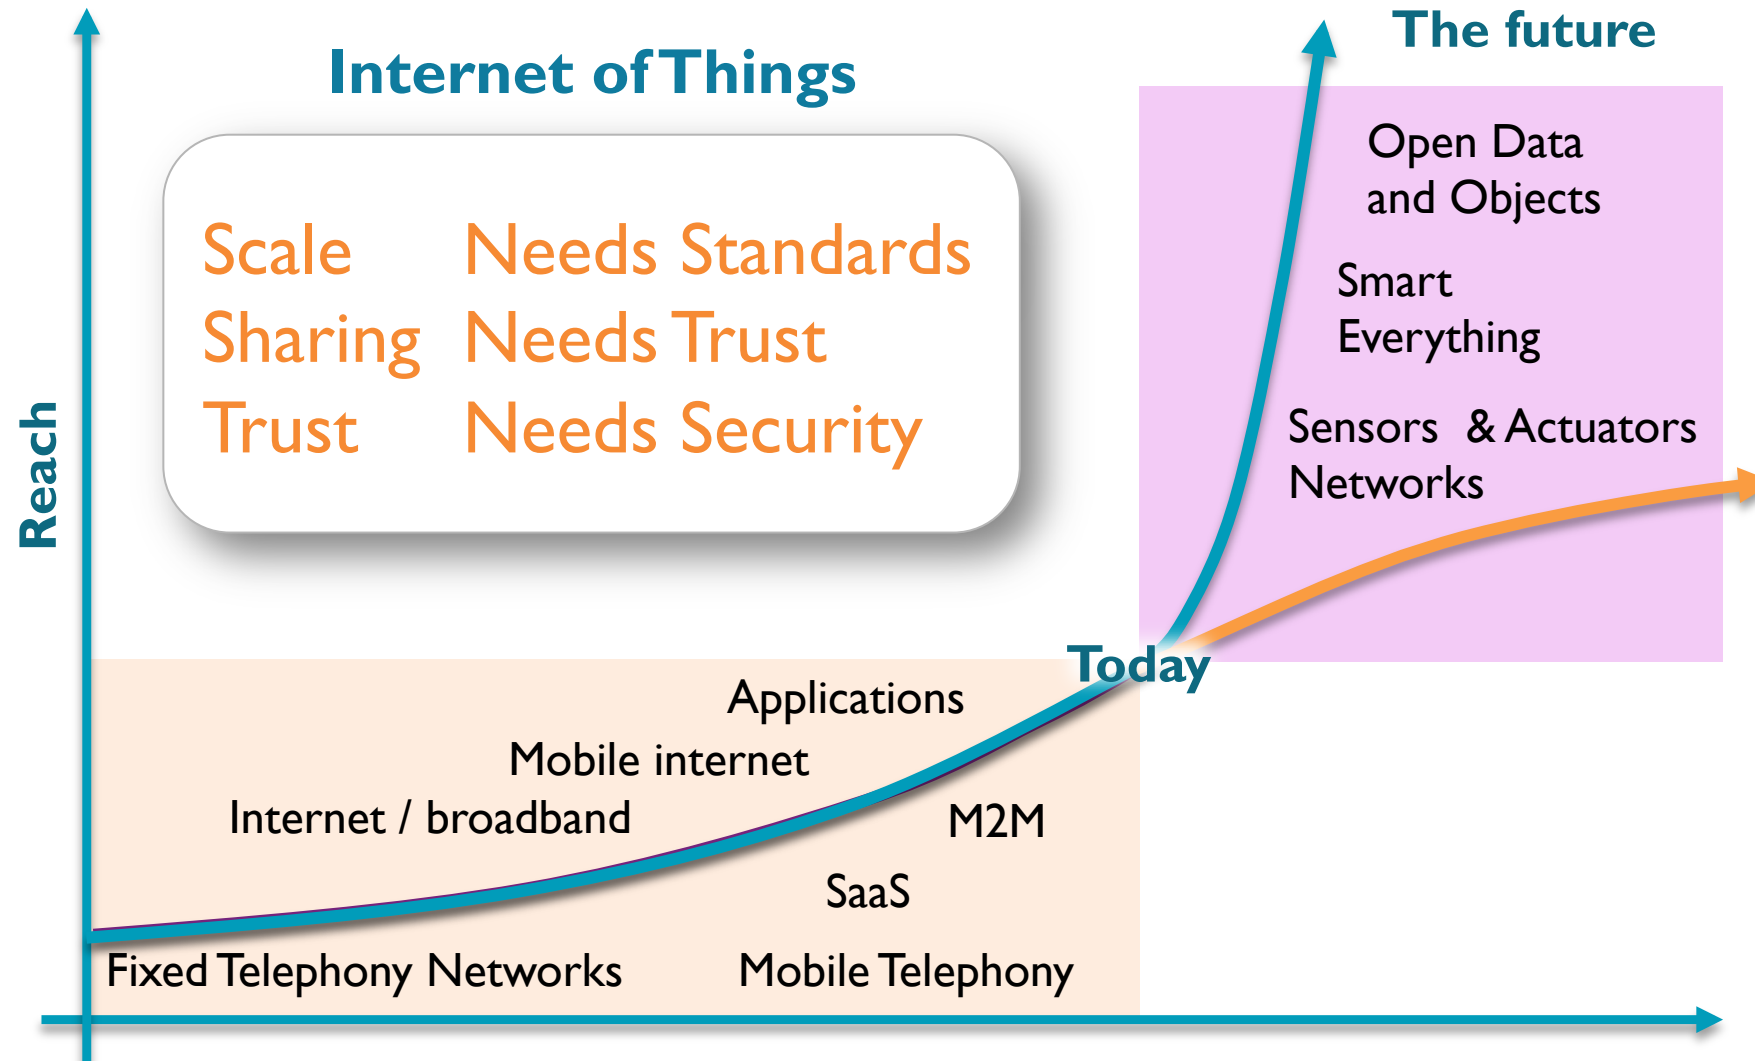 The future
Internet of Things
Open Data
and Objects
Scale Needs Standards
Sharing Needs Trust
Trust Needs Security
Smart
Everything
Sensors & Actuators
Networks
Reach
Today
Applications
Mobile internet
Internet / broadband
M2M
SaaS
Fixed Telephony Networks
Mobile Telephony